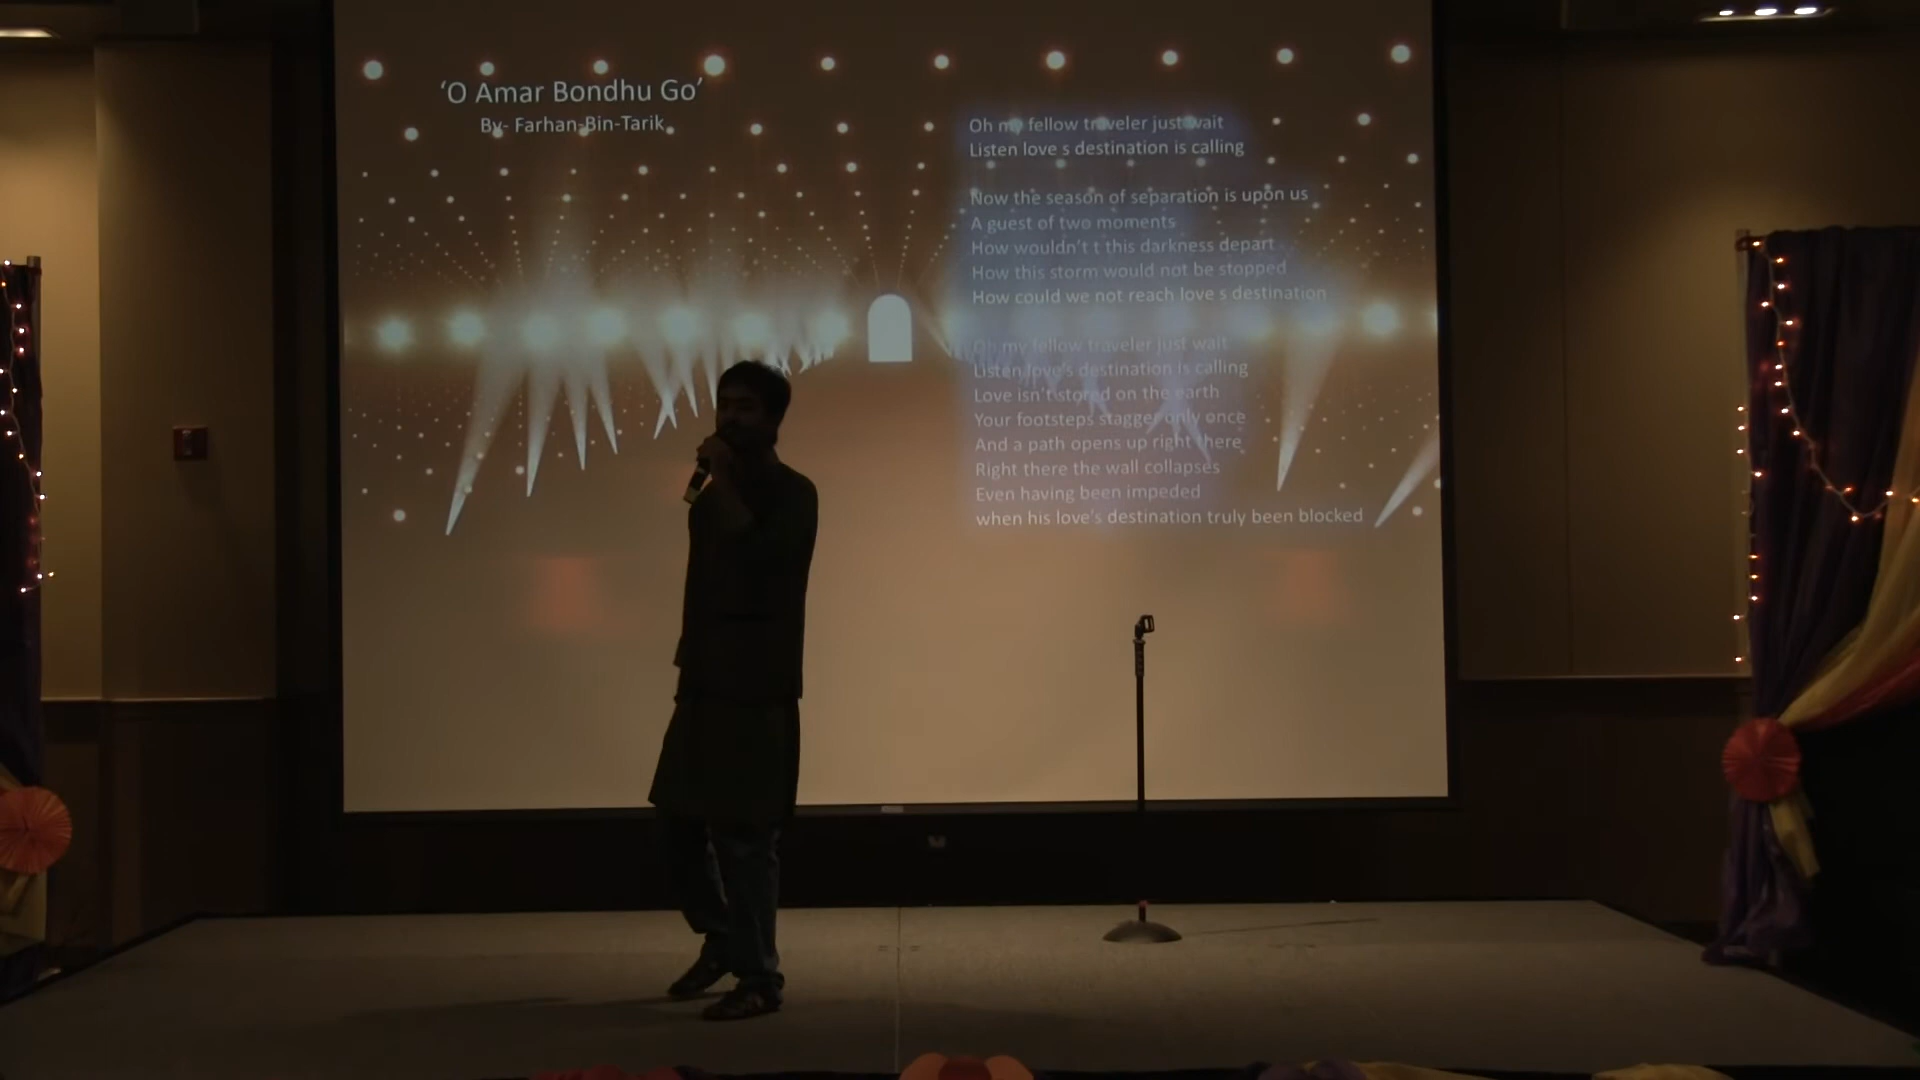 ‘O Amar Bondhu Go’
By- Farhan-Bin-Tarik
Oh my fellow traveler just wait
Listen love s destination is calling
Now the season of separation is upon us
A guest of two moments
How wouldn't t this darkness depart
How this storm would not be stopped
How could we not reach love s destination
Oh my fellow traveler just wait
Listen love's destination is calling
Love isn't stored on the earth
Your footsteps stagger only once
And a path opens up right there
Right there the wall collapses
Even having been impeded
when his love's destination truly been blocked